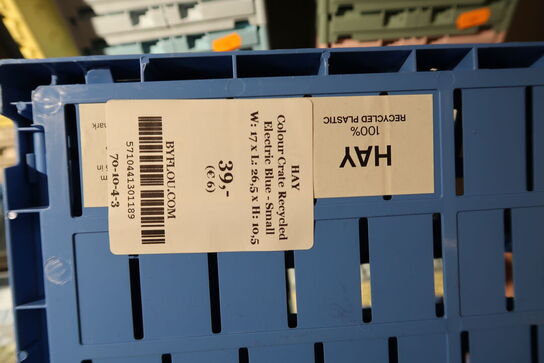 HAY
Colour Crate Recycled
Electric Blue - Small
W: 17 x L: 26,5 x H: 10,5
39,-
(€ 6)
BYFLOU.COM
5710441301189
70-10-4-3
HAY
100%
RECYCLED PLASTIC